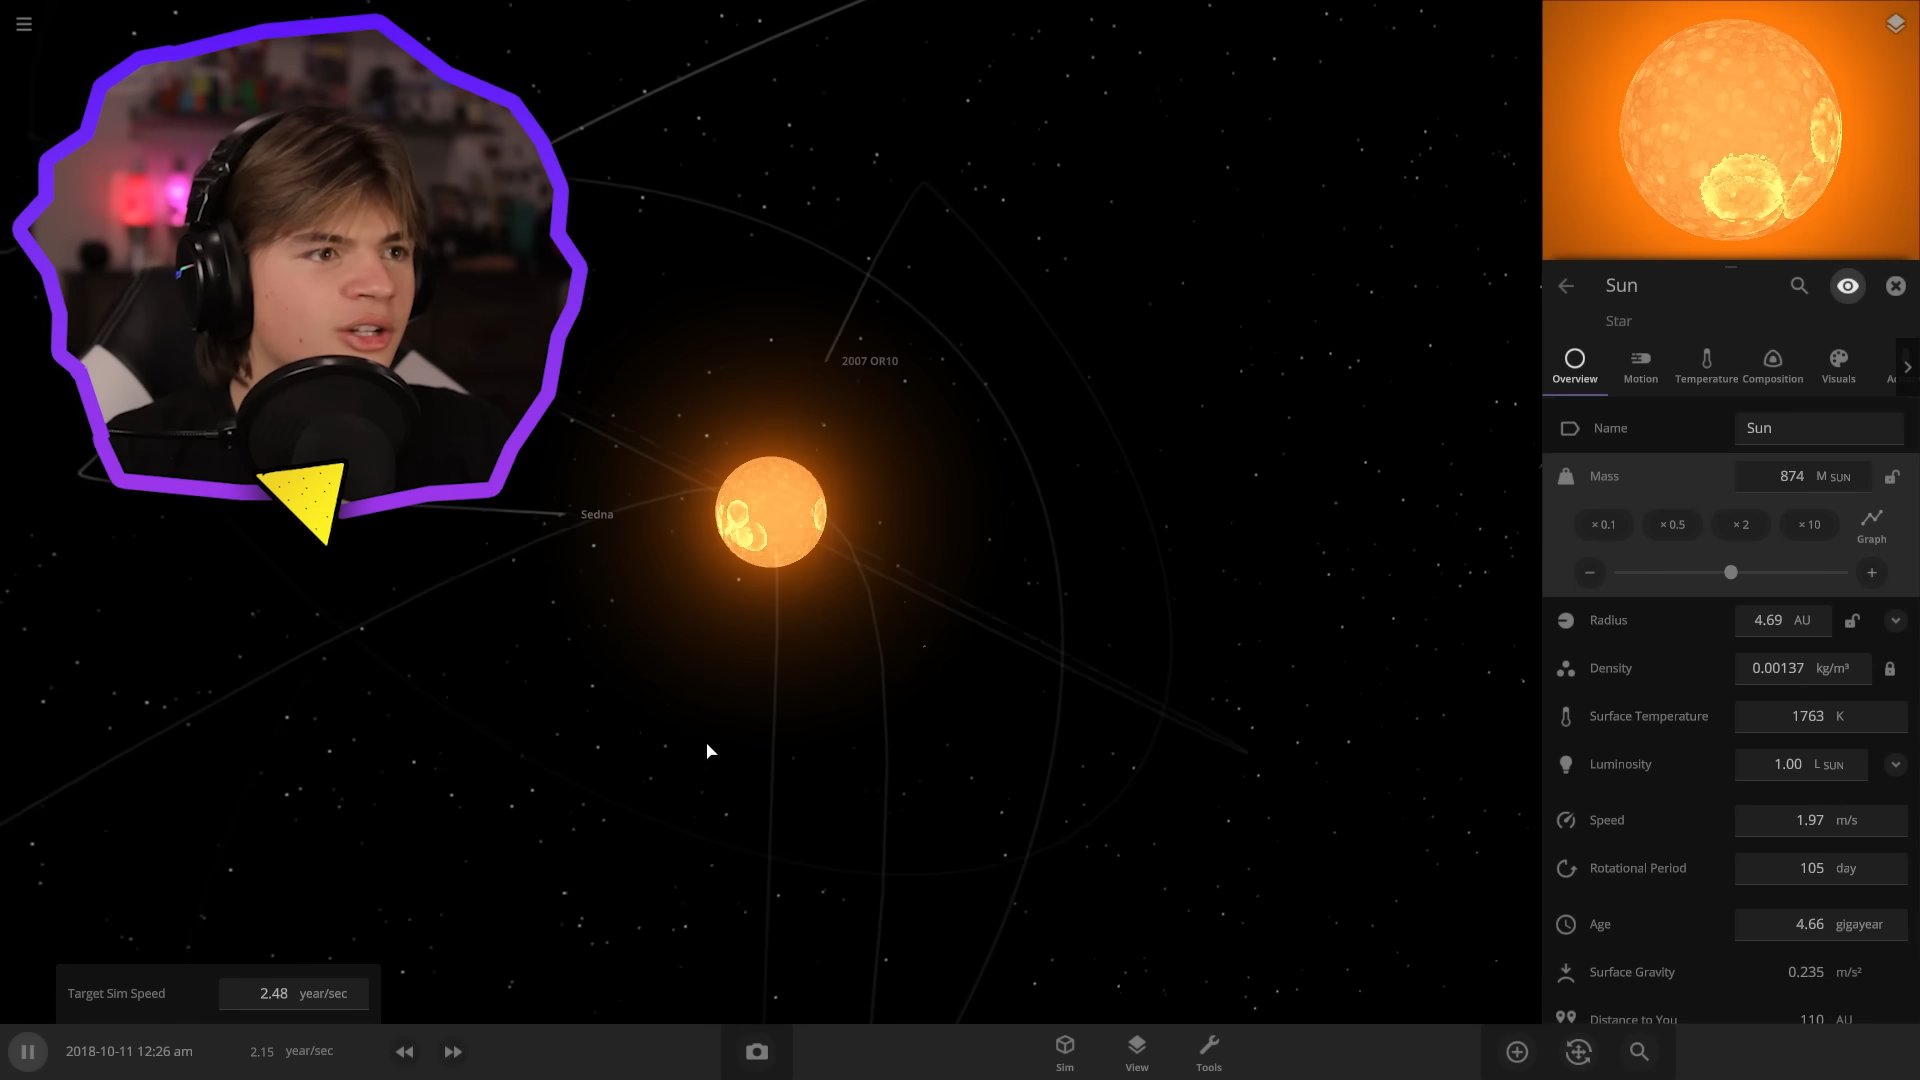 2007 OR10
Sedna
Sun
Star
Overview
Motion
Temperature
Composition
Visuals
Name
Sun
Mass
874 M SUN
× 0.1
× 0.5
× 2
× 10
Graph
Radius
4.69 AU
Density
0.00137 kg/m³
Surface Temperature
1763 K
Luminosity
1.00 L SUN
Speed
1.97 m/s
Rotational Period
105 day
Age
4.66 gigayear
Surface Gravity
0.235 m/s²
Distance to You
110 AU
Target Sim Speed
2.48 year/sec
2018-10-11 12:26 am
2.15 year/sec
Sim
View
Tools